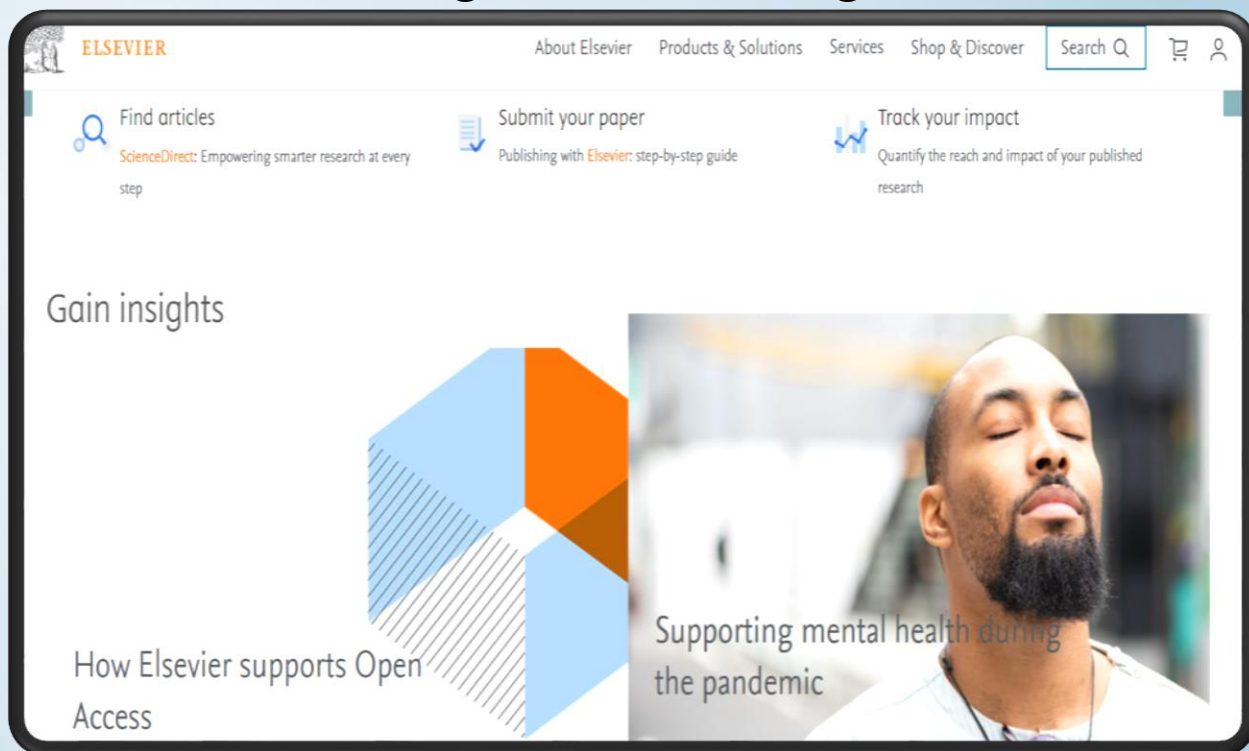 ELSEVIER
About Elsevier Products & Solutions Services Shop & Discover Search
Find articles
ScienceDirect: Empowering smarter research at every
step
Submit your paper
Publishing with Elsevier: step-by-step guide
Track your impact
Quantify the reach and impact of your published
research
Gain insights
How Elsevier supports Open
Access
Supporting mental health during
the pandemic